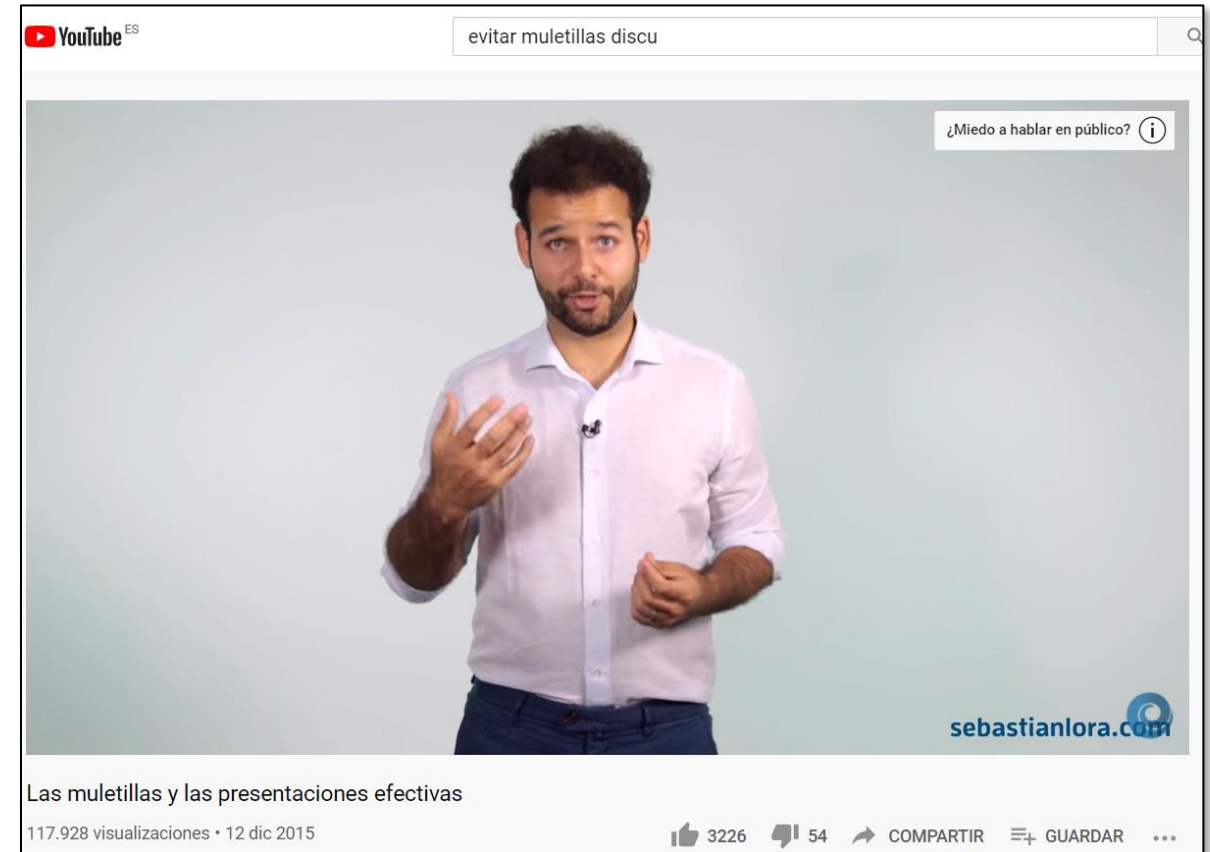 YouTube ES
evitar muletillas discu
¿Miedo a hablar en público?
sebastianlora.com
Las muletillas y las presentaciones efectivas
117.928 visualizaciones • 12 dic 2015
3226 54 COMPARTIR GUARDAR